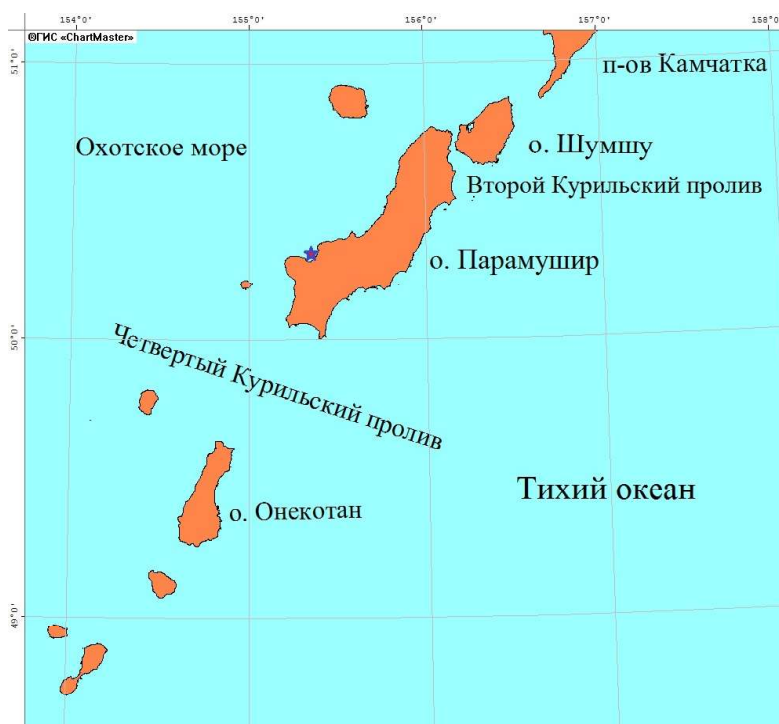 154°0' 155°0' 156°0' 157°0' 158°0'
©ГИС «ChartMaster»
51°0'
п-ов Камчатка
Охотское море
о. Шумшу
Второй Курильский пролив
о. Парамушир
50°0'
Четвертый Курильский пролив
Тихий океан
о. Онекотан
49°0'